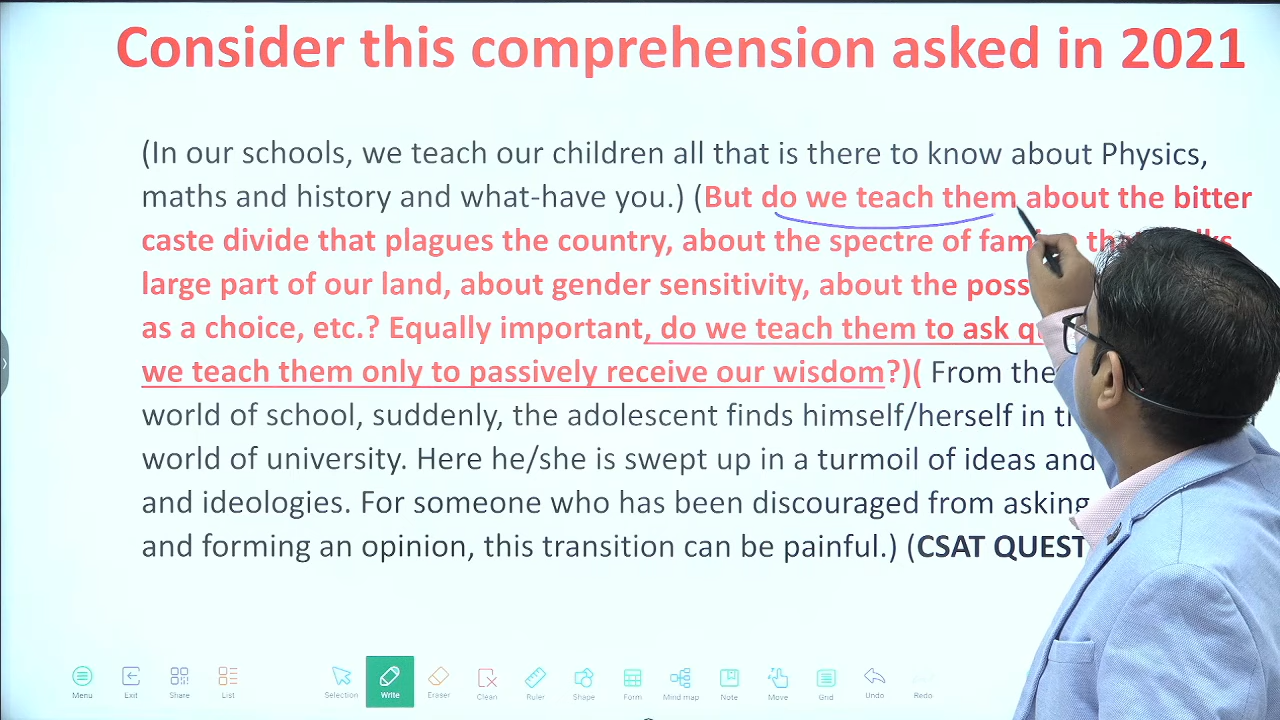 Consider this comprehension asked in 2021
(In our schools, we teach our children all that is there to know about Physics,
maths and history and what-have you.) (But do we teach them about the bitter
caste divide that plagues the country, about the spectre of
large part of our land, about gender sensitivity, about the
as a choice, etc.? Equally important, do we teach them to ask
we teach them only to passively receive our wisdom?)( From the
world of school, suddenly, the adolescent finds himself/herself in
world of university. Here he/she is swept up in a turmoil of ideas and
and ideologies. For someone who has been discouraged from asking
and forming an opinion, this transition can be painful.) (CSAT
Menu Exit Share List Selection Write Eraser Clean Ruler Shape Form Mind map Note Move Grid Undo Redo